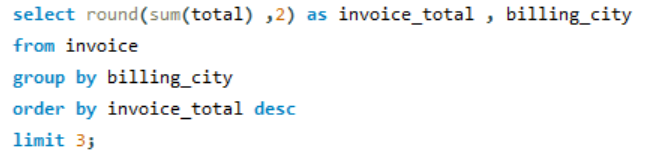 select round(sum(total) ,2) as invoice_total , billing_city
from invoice
group by billing_city
order by invoice_total desc
limit 3;